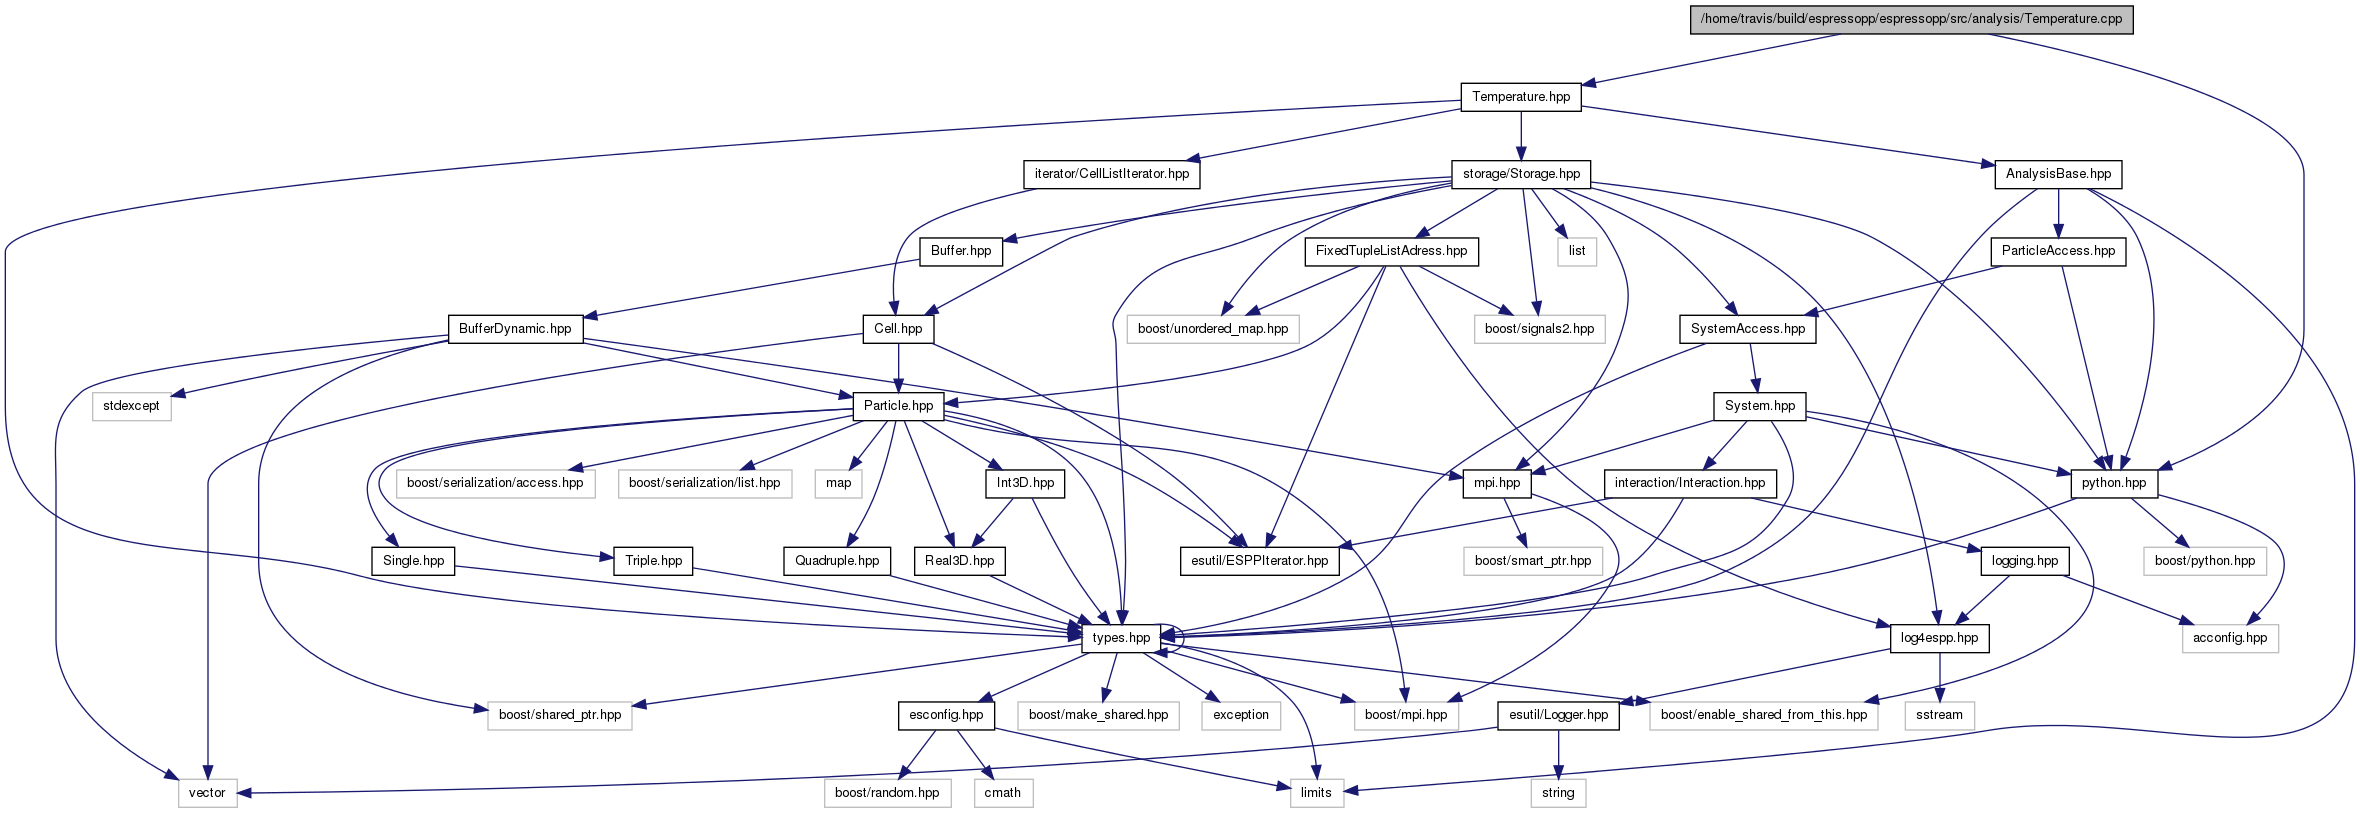 /home/travis/build/espressopp/espressopp/src/analysis/Temperature.cpp
Temperature.hpp
iterator/CellListIterator.hpp
storage/Storage.hpp
AnalysisBase.hpp
Buffer.hpp
FixedTupleListAdress.hpp
list
ParticleAccess.hpp
BufferDynamic.hpp
Cell.hpp
boost/unordered_map.hpp
boost/signals2.hpp
SystemAccess.hpp
stdexcept
Particle.hpp
System.hpp
boost/serialization/access.hpp
boost/serialization/list.hpp
map
Int3D.hpp
mpi.hpp
interaction/Interaction.hpp
python.hpp
Single.hpp
Triple.hpp
Quadruple.hpp
Real3D.hpp
esutil/ESPPIterator.hpp
boost/smart_ptr.hpp
logging.hpp
boost/python.hpp
types.hpp
log4espp.hpp
acconfig.hpp
boost/shared_ptr.hpp
esconfig.hpp
boost/make_shared.hpp
exception
boost/mpi.hpp
esutil/Logger.hpp
boost/enable_shared_from_this.hpp
sstream
vector
boost/random.hpp
cmath
limits
string